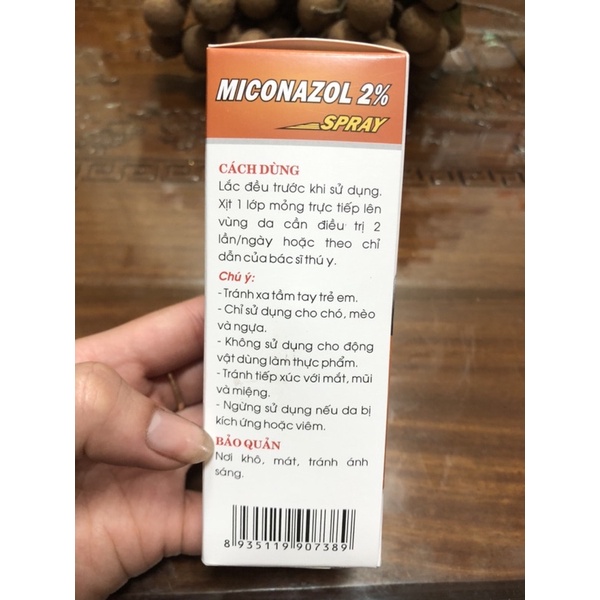 MICONAZOL 2%
SPRAY
CÁCH DÙNG
Lắc đều trước khi sử dụng.
Xịt 1 lớp mỏng trực tiếp lên
vùng da cần điều trị 2
lần/ngày hoặc theo chỉ
dẫn của bác sĩ thú y.
Chú ý:
- Tránh xa tầm tay trẻ em.
- Chỉ sử dụng cho chó, mèo
và ngựa.
- Không sử dụng cho động
vật dùng làm thực phẩm.
- Tránh tiếp xúc với mắt, mũi
và miệng.
- Ngừng sử dụng nếu da bị
kích ứng hoặc viêm.
BẢO QUẢN
Nơi khô, mát, tránh ánh
sáng.
8 935119 907389